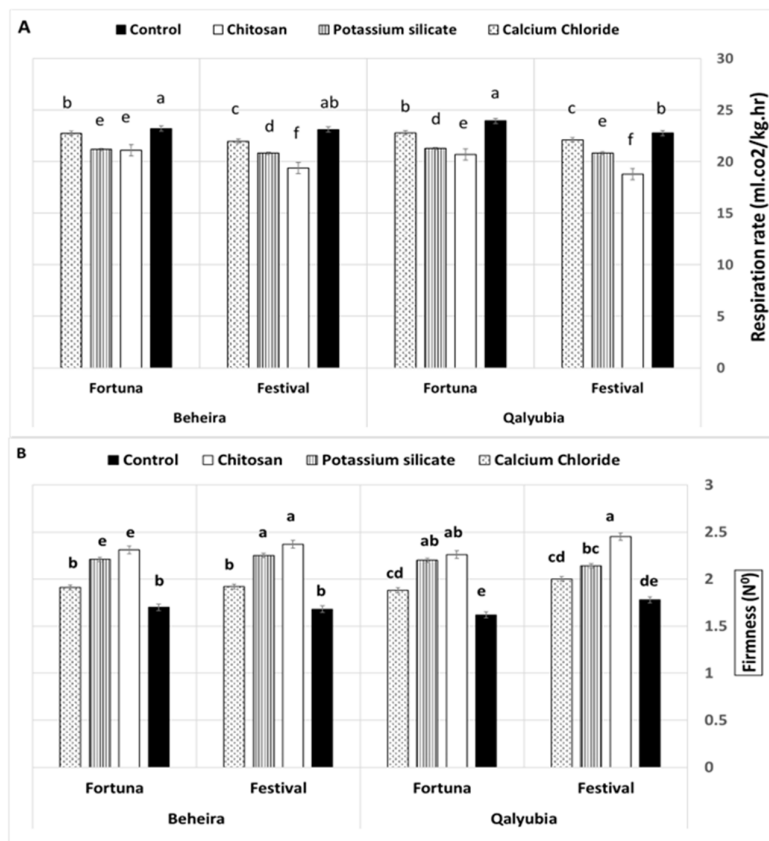 A
Control Chitosan Potassium silicate Calcium Chloride
30
25
20
15
10
5
0
Respiration rate (ml.co2/kg.hr)
b e e a c d f ab b d e a c e f b
Fortuna Festival Fortuna Festival
Beheira Qalyubia
B
Control Chitosan Potassium silicate Calcium Chloride
3
2.5
2
1.5
1
0.5
0
Firmness (N⁰)
b e e b b a a b cd ab ab e cd bc a de
Fortuna Festival Fortuna Festival
Beheira Qalyubia